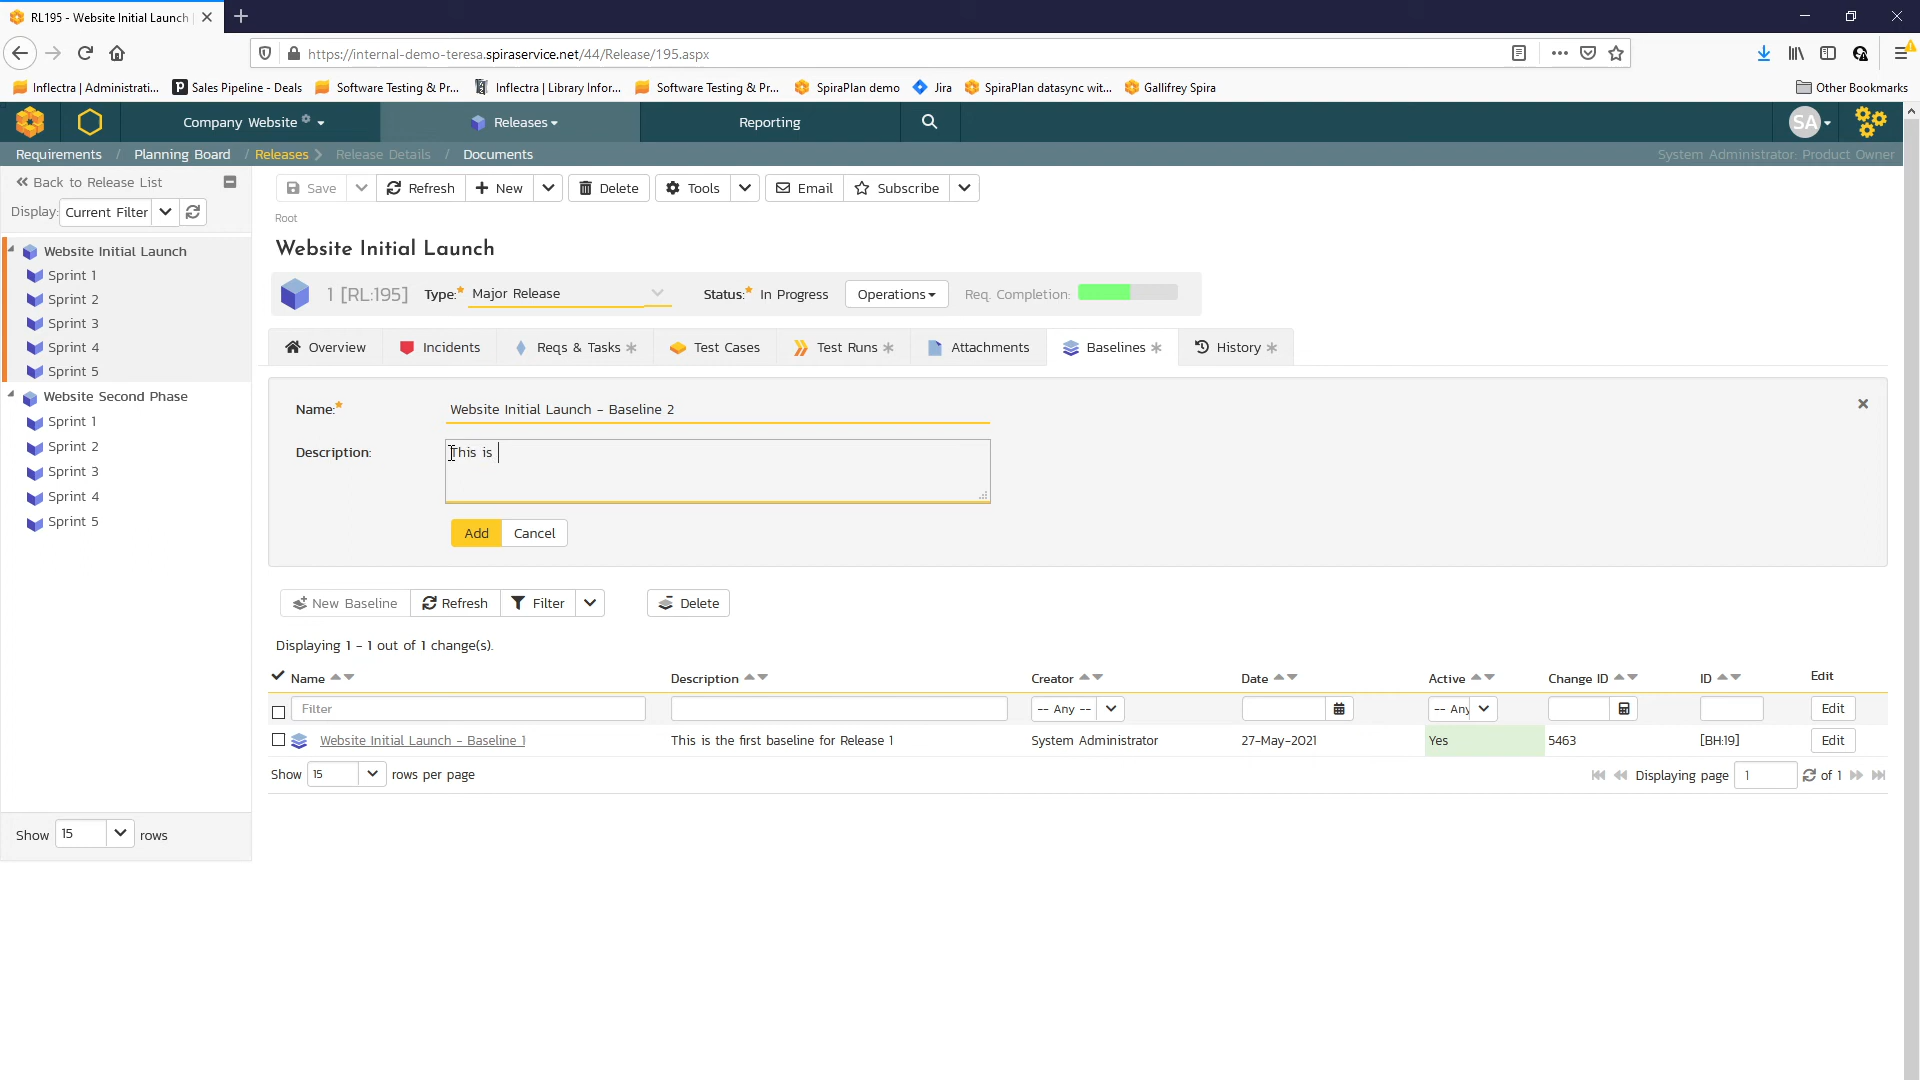 RL195 - Website Initial Launch
https://internal-demo-teresa.spiraservice.net/44/Release/195.aspx
Inflectra | Administrati... Sales Pipeline - Deals Software Testing & Pr... Inflectra | Library Infor... Software Testing & Pr... SpiraPlan demo Jira SpiraPlan datasync wit... Gallifrey Spira Other Bookmarks
Company Website Releases Reporting SA
Requirements / Planning Board / Releases Release Details / Documents System Administrator: Product Owner
Back to Release List
Display: Current Filter
Website Initial Launch
Sprint 1
Sprint 2
Sprint 3
Sprint 4
Sprint 5
Website Second Phase
Sprint 1
Sprint 2
Sprint 3
Sprint 4
Sprint 5
Show 15 rows
Save Refresh New Delete Tools Email Subscribe
Root
Website Initial Launch
1 [RL:195] Type:* Major Release Status:* In Progress Operations Req. Completion:
Overview Incidents Reqs & Tasks * Test Cases Test Runs * Attachments Baselines * History *
Name:* Website Initial Launch - Baseline 2
Description: This is
Add Cancel
New Baseline Refresh Filter Delete
Displaying 1 - 1 out of 1 change(s).
Name Description Creator Date Active Change ID ID Edit
Filter -- Any -- -- Any Edit
Website Initial Launch - Baseline 1 This is the first baseline for Release 1 System Administrator 27-May-2021 Yes 5463 [BH:19] Edit
Show 15 rows per page Displaying page 1 of 1